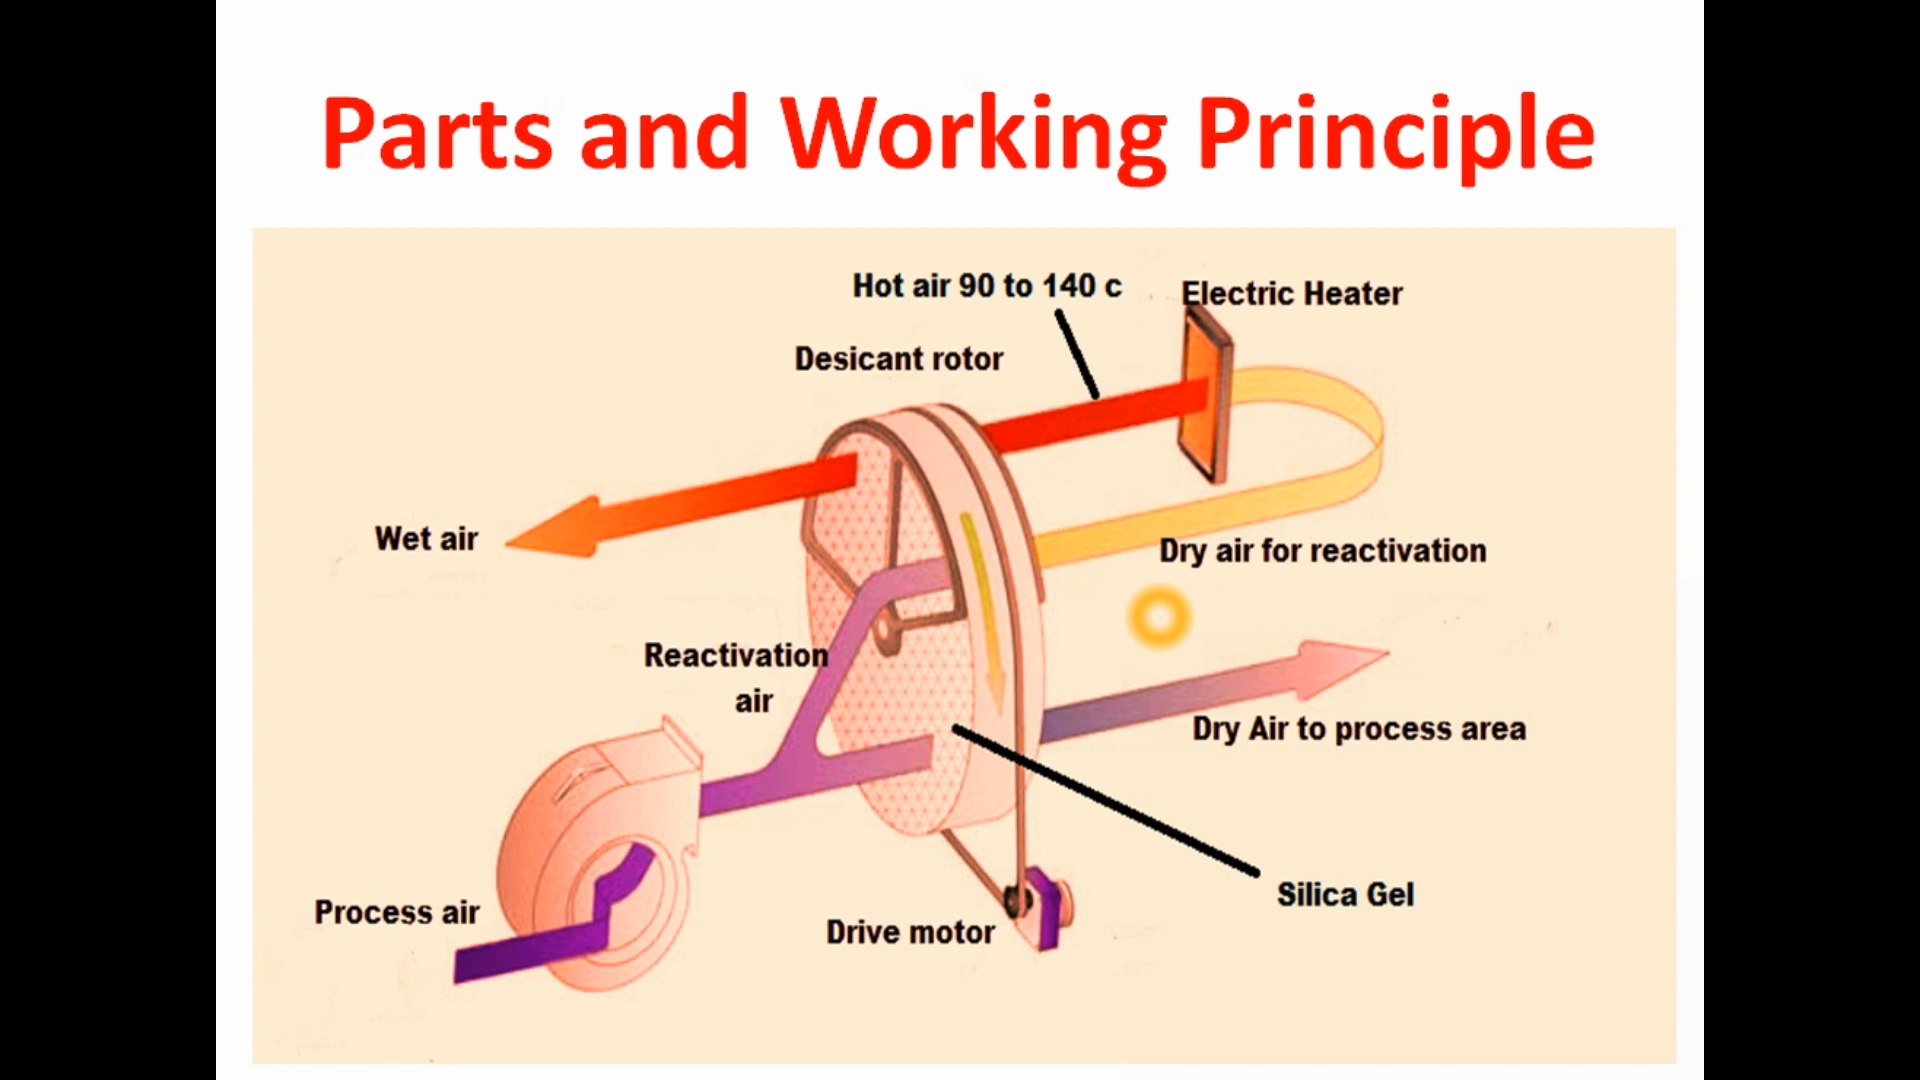 Parts and Working Principle
Hot air 90 to 140 c
Electric Heater
Desicant rotor
Wet air
Dry air for reactivation
Reactivation
air
Dry Air to process area
Silica Gel
Process air
Drive motor